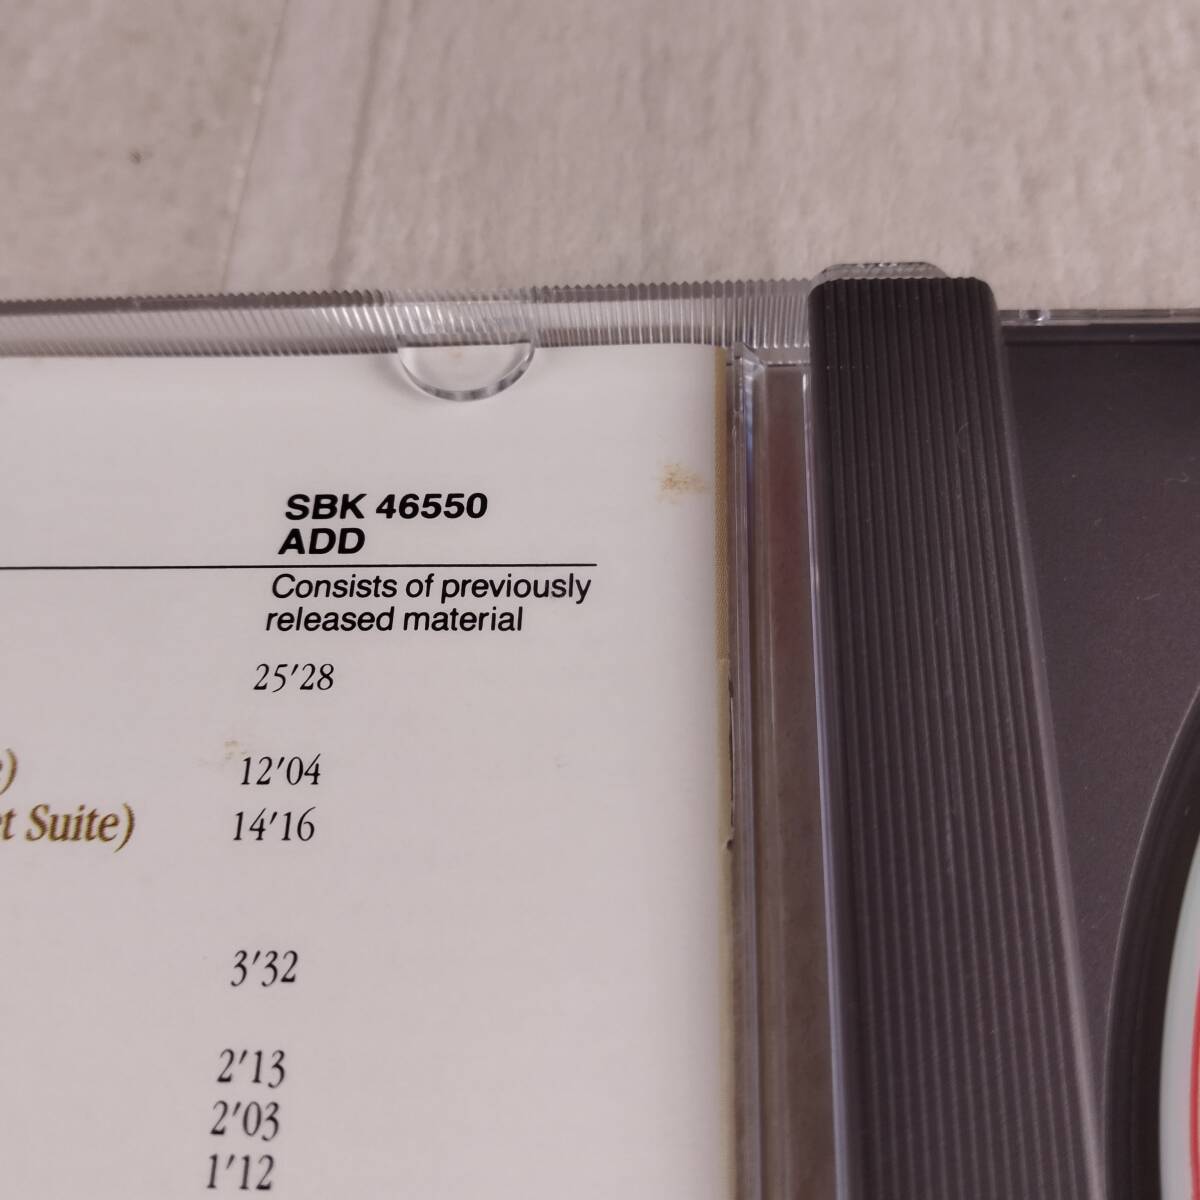 SBK 46550
ADD
Consists of previously
released material
25'28
12'04
Suite) 14'16
3'32
2'13
2'03
1'12